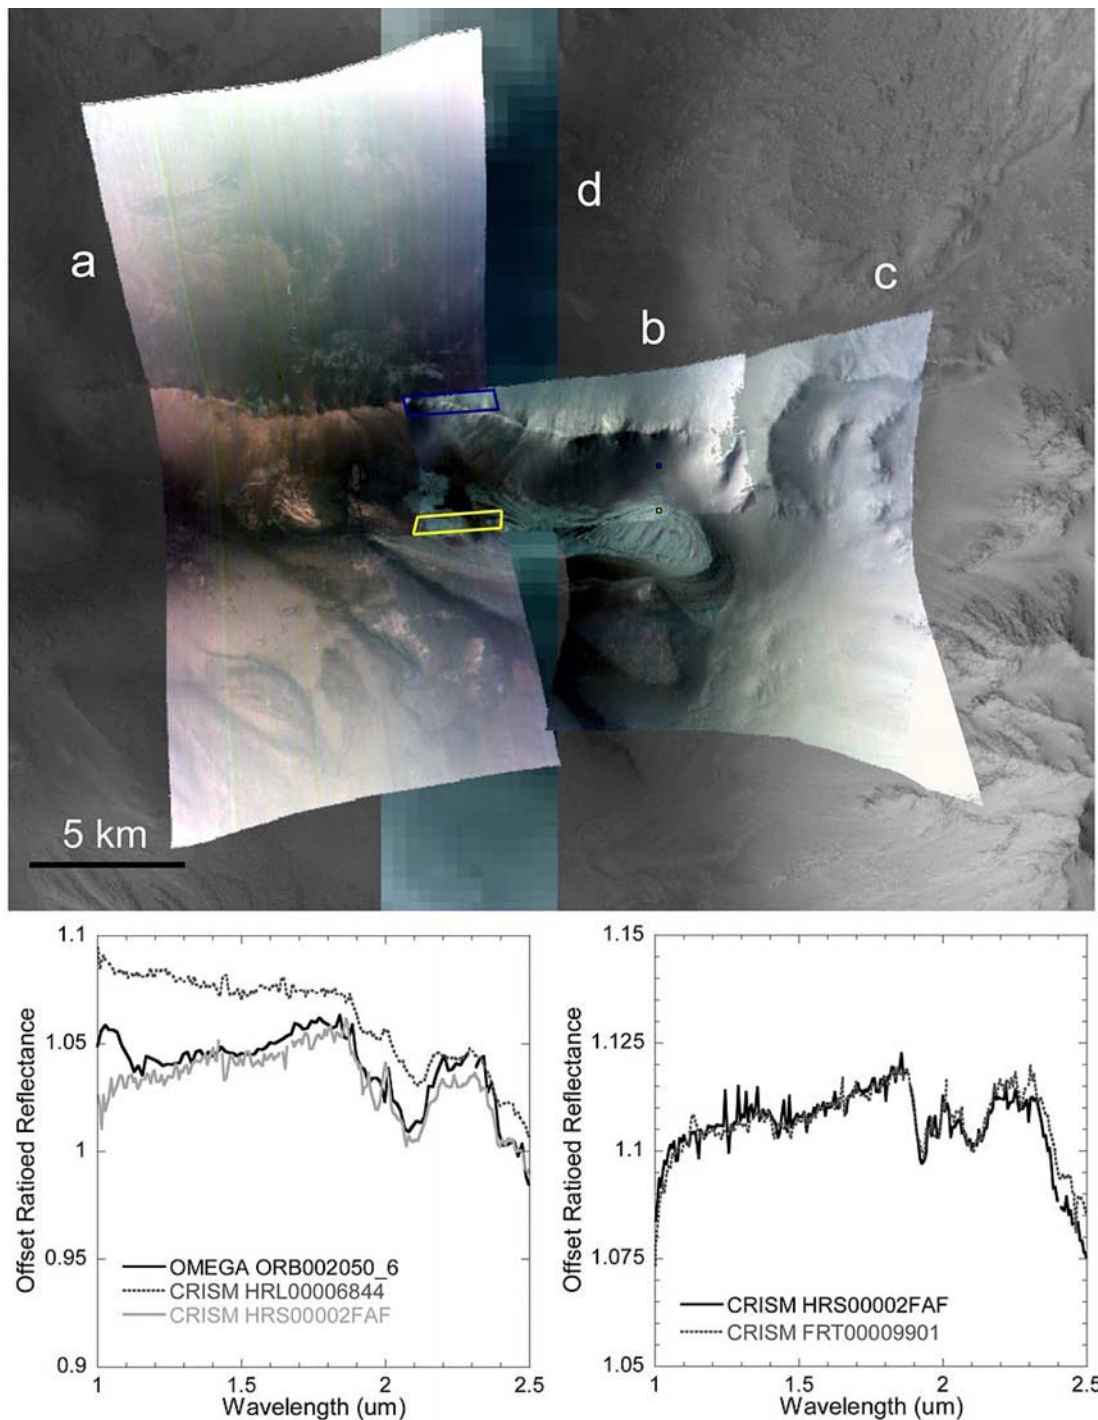 d
a
c
b
5 km
1.1
1.05
1
0.95
0.9
Offset Ratioed Reflectance
OMEGA ORB002050_6
CRISM HRL00006844
CRISM HRS00002FAF
1 1.5 2 2.5
Wavelength (um)
1.15
1.125
1.1
1.075
1.05
Offset Ratioed Reflectance
CRISM HRS00002FAF
CRISM FRT00009901
1 1.5 2 2.5
Wavelength (um)